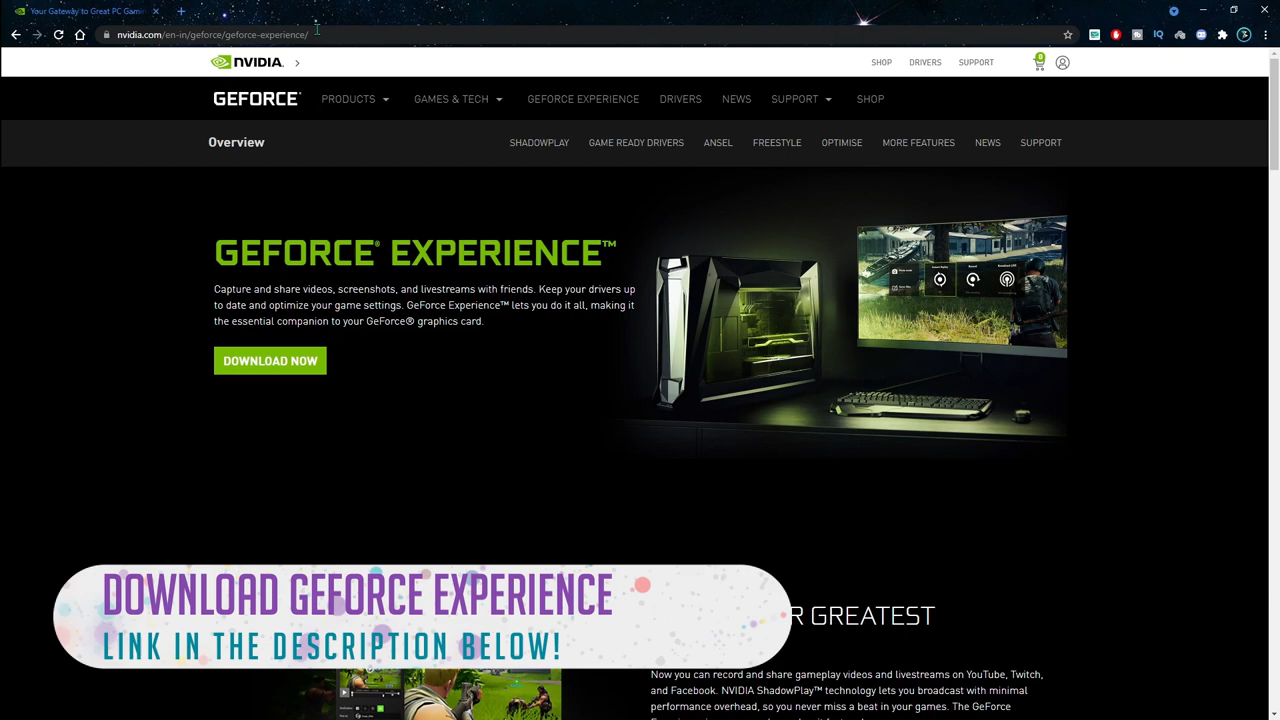 Your Gateway to Great PC Gamin
nvidia.com/en-in/geforce/geforce-experience/
NVIDIA.
SHOP
DRIVERS
SUPPORT
0
GEFORCE
PRODUCTS
GAMES & TECH
GEFORCE EXPERIENCE
DRIVERS
NEWS
SUPPORT
SHOP
Overview
SHADOWPLAY
GAME READY DRIVERS
ANSEL
FREESTYLE
OPTIMISE
MORE FEATURES
NEWS
SUPPORT
GEFORCE® EXPERIENCE™
Capture and share videos, screenshots, and livestreams with friends. Keep your drivers up
to date and optimize your game settings. GeForce Experience™ lets you do it all, making it
the essential companion to your GeForce® graphics card.
DOWNLOAD NOW
DOWNLOAD GEFORCE EXPERIENCE
LINK IN THE DESCRIPTION BELOW!
R GREATEST
Now you can record and share gameplay videos and livestreams on YouTube, Twitch,
and Facebook. NVIDIA ShadowPlay™ technology lets you broadcast with minimal
performance overhead, so you never miss a beat in your games. The GeForce